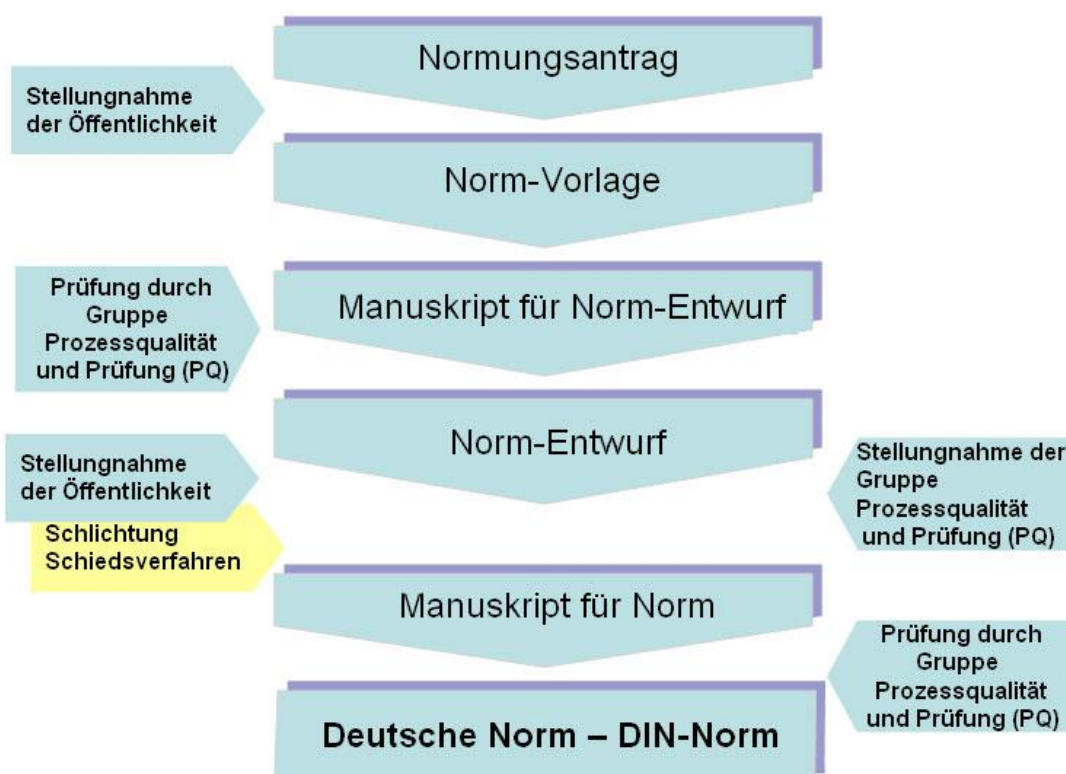 Normungsantrag
Stellungnahme
der Öffentlichkeit
Norm-Vorlage
Prüfung durch
Gruppe
Prozessqualität
und Prüfung (PQ)
Manuskript für Norm-Entwurf
Norm-Entwurf
Stellungnahme
der Öffentlichkeit
Schlichtung
Schiedsverfahren
Stellungnahme der
Gruppe
Prozessqualität
und Prüfung (PQ)
Manuskript für Norm
Prüfung durch
Gruppe
Prozessqualität
und Prüfung (PQ)
Deutsche Norm – DIN-Norm